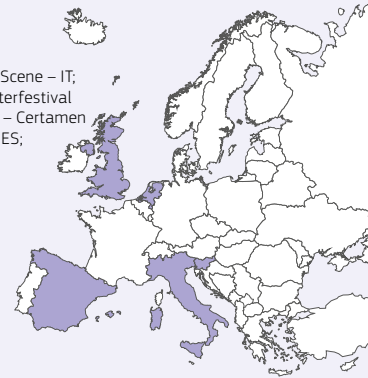 Scene – IT;
terfestival
– Certamen
ES;